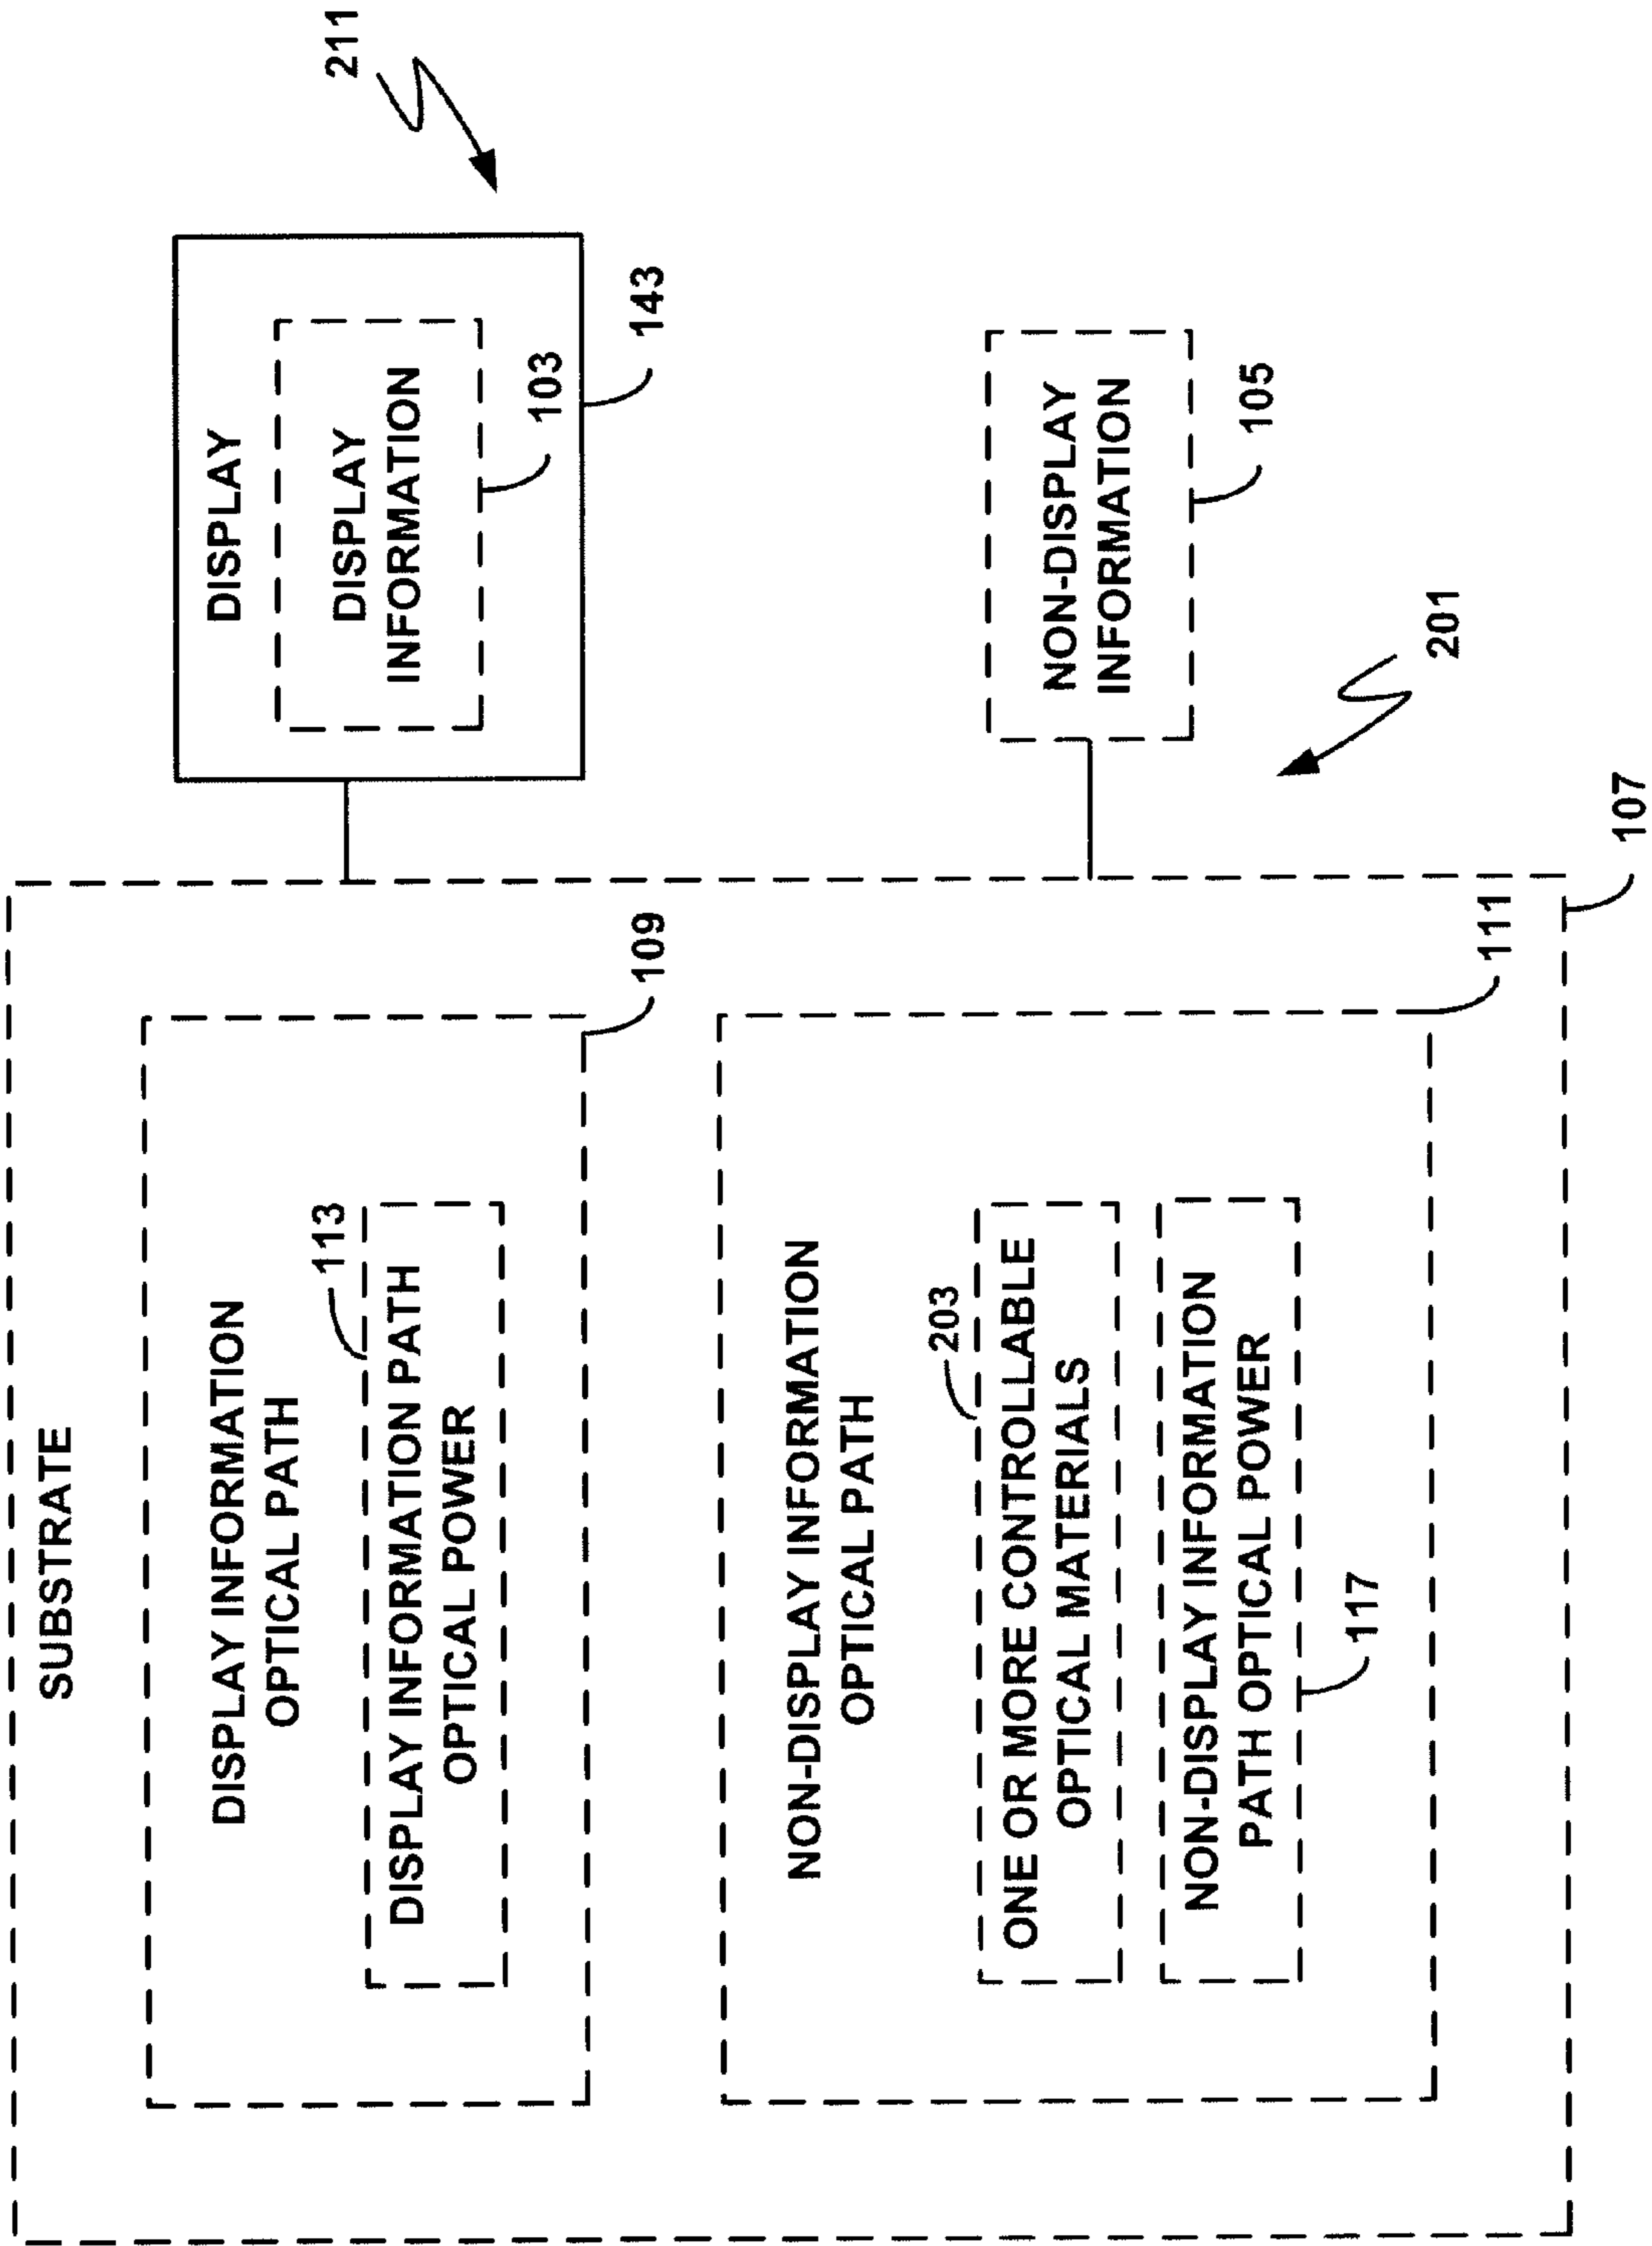 SUBSTRATE
DISPLAY INFORMATION
OPTICAL PATH
113
DISPLAY INFORMATION PATH
OPTICAL POWER
109
NON-DISPLAY INFORMATION
OPTICAL PATH
203
ONE OR MORE CONTROLLABLE
OPTICAL MATERIALS
NON-DISPLAY INFORMATION
PATH OPTICAL POWER
117
111
107
DISPLAY
DISPLAY
INFORMATION
103
143
211
NON-DISPLAY
INFORMATION
105
201